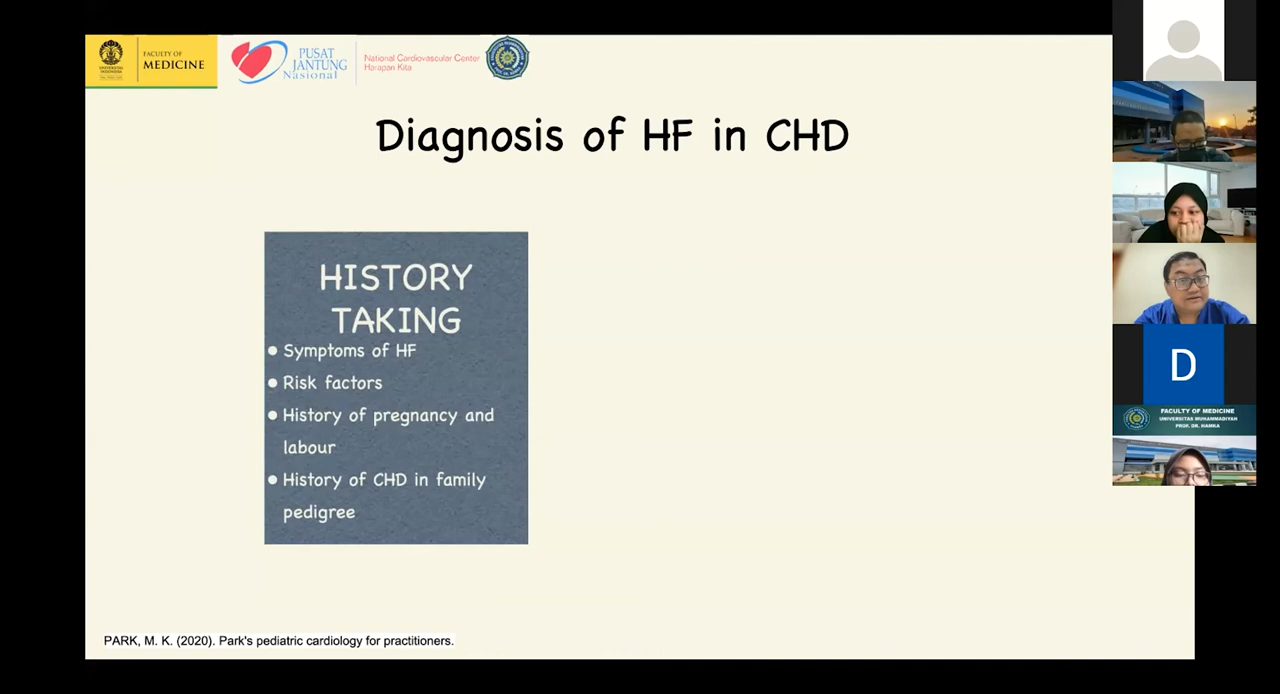 FACULTY OF
MEDICINE
PUSAT
JANTUNG
Nasional
National Cardiovascular Center
Harapan Kita
Diagnosis of HF in CHD
HISTORY
TAKING
● Symptoms of HF
● Risk factors
● History of pregnancy and
labour
● History of CHD in family
pedigree
PARK, M. K. (2020). Park's pediatric cardiology for practitioners.
D
FACULTY OF MEDICINE
UNIVERSITAS MUHAMMADIYAH
PROF. DR. HAMKA